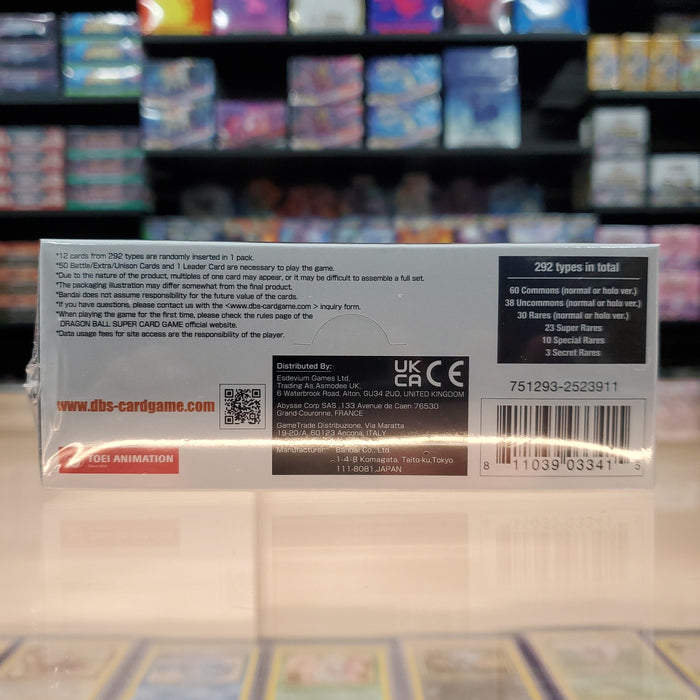 *12 cards from 292 types are randomly inserted in 1 pack.
*50 Battle/Extra/Unison Cards and 1 Leader Card are necessary to play the game.
*Due to the nature of the product, multiples of one card may appear, or it may be difficult to assemble a full set.
*The packaging illustration may differ somewhat from the final product.
*Bandai does not assume responsibility for the future value of the cards.
*If you have questions, please contact us with the <www.dbs-cardgame.com > inquiry form.
*When playing the game for the first time, please check the rules page of the
DRAGON BALL SUPER CARD GAME official website.
*Data usage fees for site access are the responsibility of the player.
www.dbs-cardgame.com
TOEI ANIMATION
Distributed By:
Esdevium Games Ltd,
Trading As Asmodee UK,
6 Waterbrook Road, Alton, GU34 2UD, UNITED KINGDOM
UK CA CE
Abysse Corp SAS ,133 Avenue de Caen 76530
Grand-Couronne, FRANCE
GameTrade Distribuzione, Via Maratta
19-20/A, 60123 Ancona, ITALY
Manufacturer: Bandai Co., Ltd.
1-4-8 Komagata, Taito-ku,Tokyo
111-8081,JAPAN
292 types in total
60 Commons (normal or holo ver.)
38 Uncommons (normal or holo ver.)
30 Rares (normal or holo ver.)
23 Super Rares
10 Special Rares
3 Secret Rares
751293-2523911
8 11039 03341 5